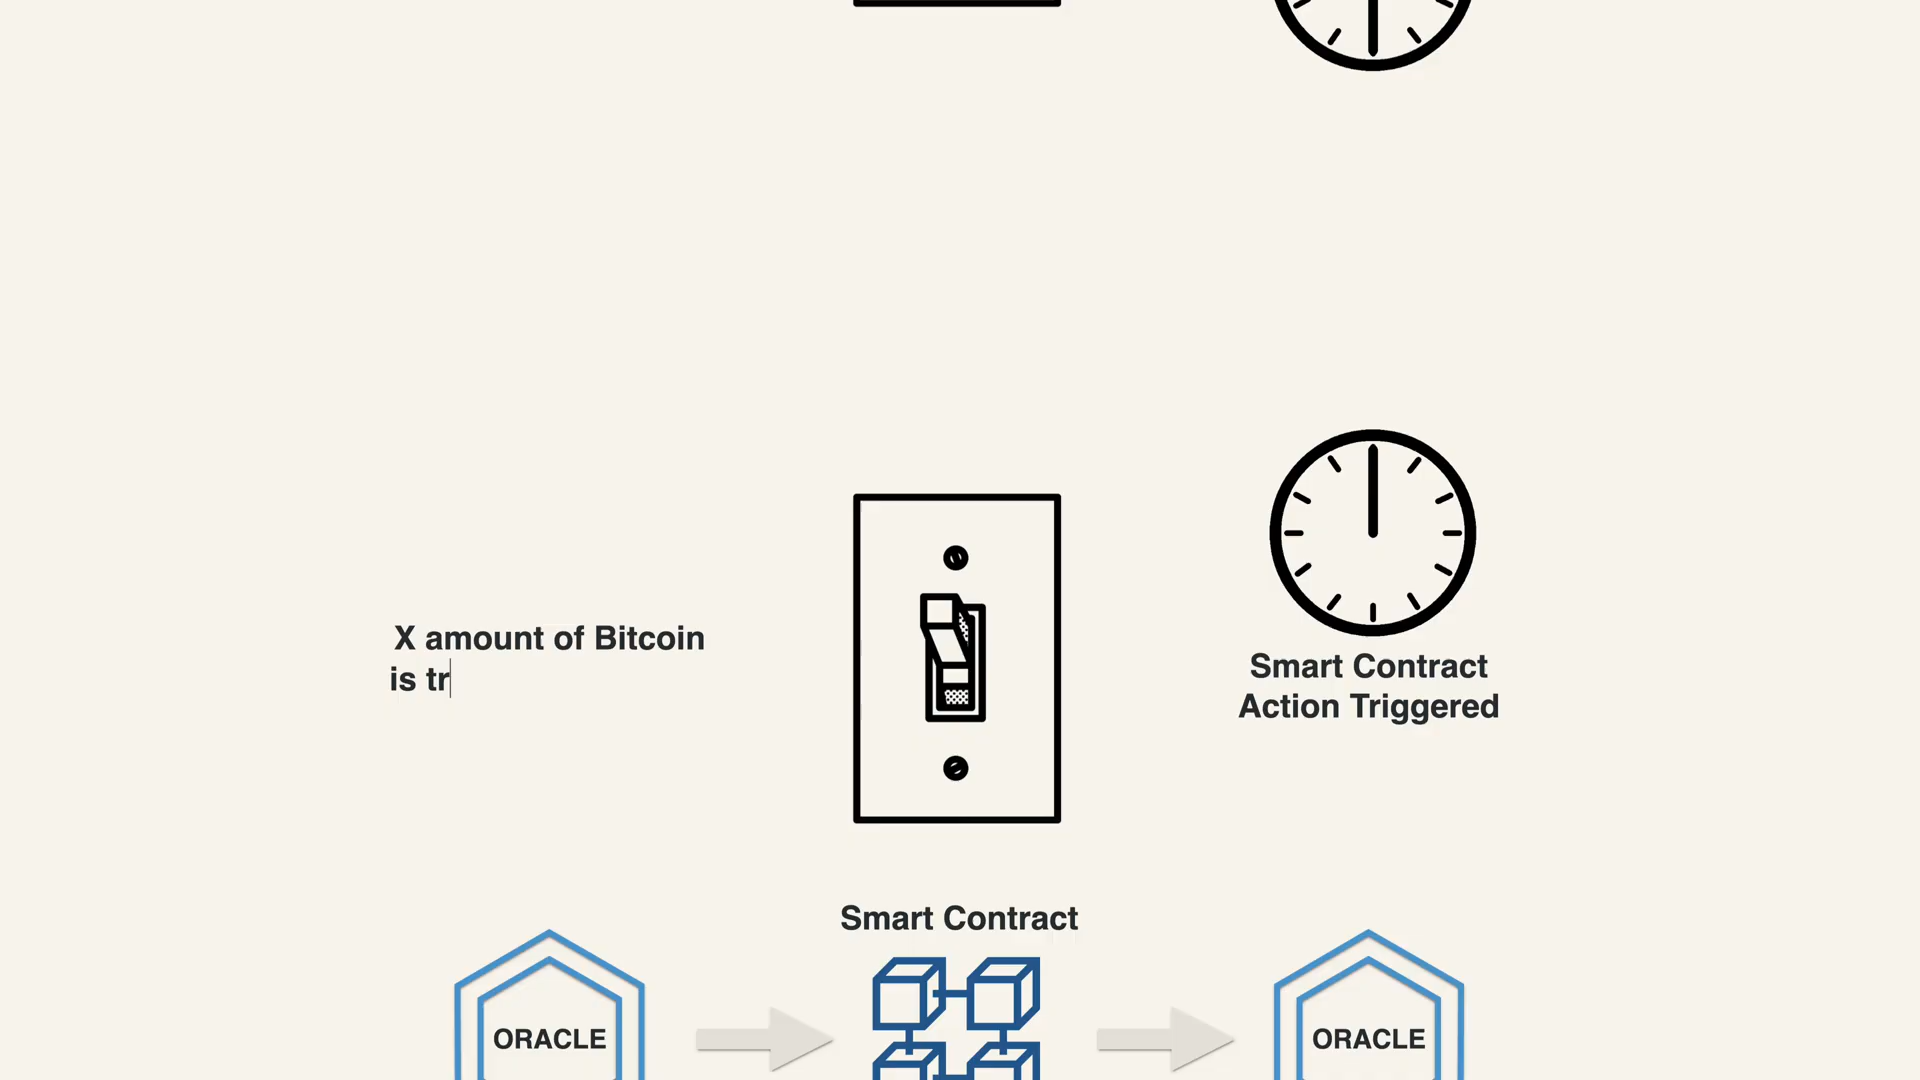 X amount of Bitcoin
is tr
Smart Contract
Action Triggered
Smart Contract
ORACLE
ORACLE